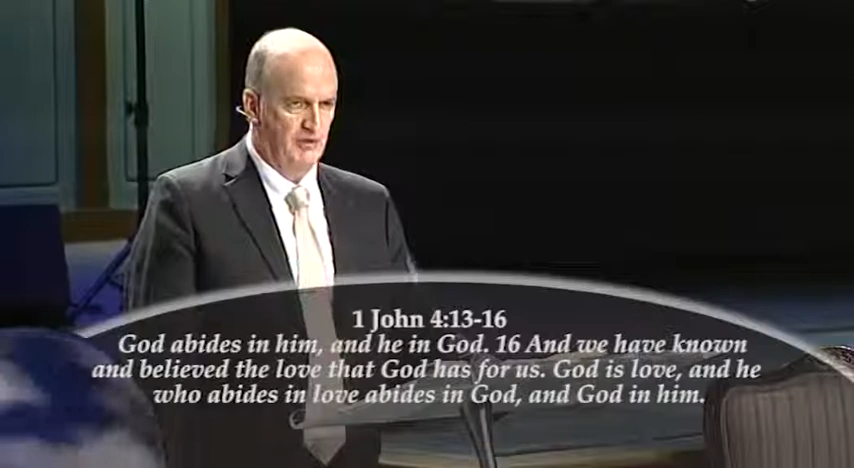 1 John 4:13-16
God abides in him, and he in God. 16 And we have known
and believed the love that God has for us. God is love, and he
who abides in love abides in God, and God in him.